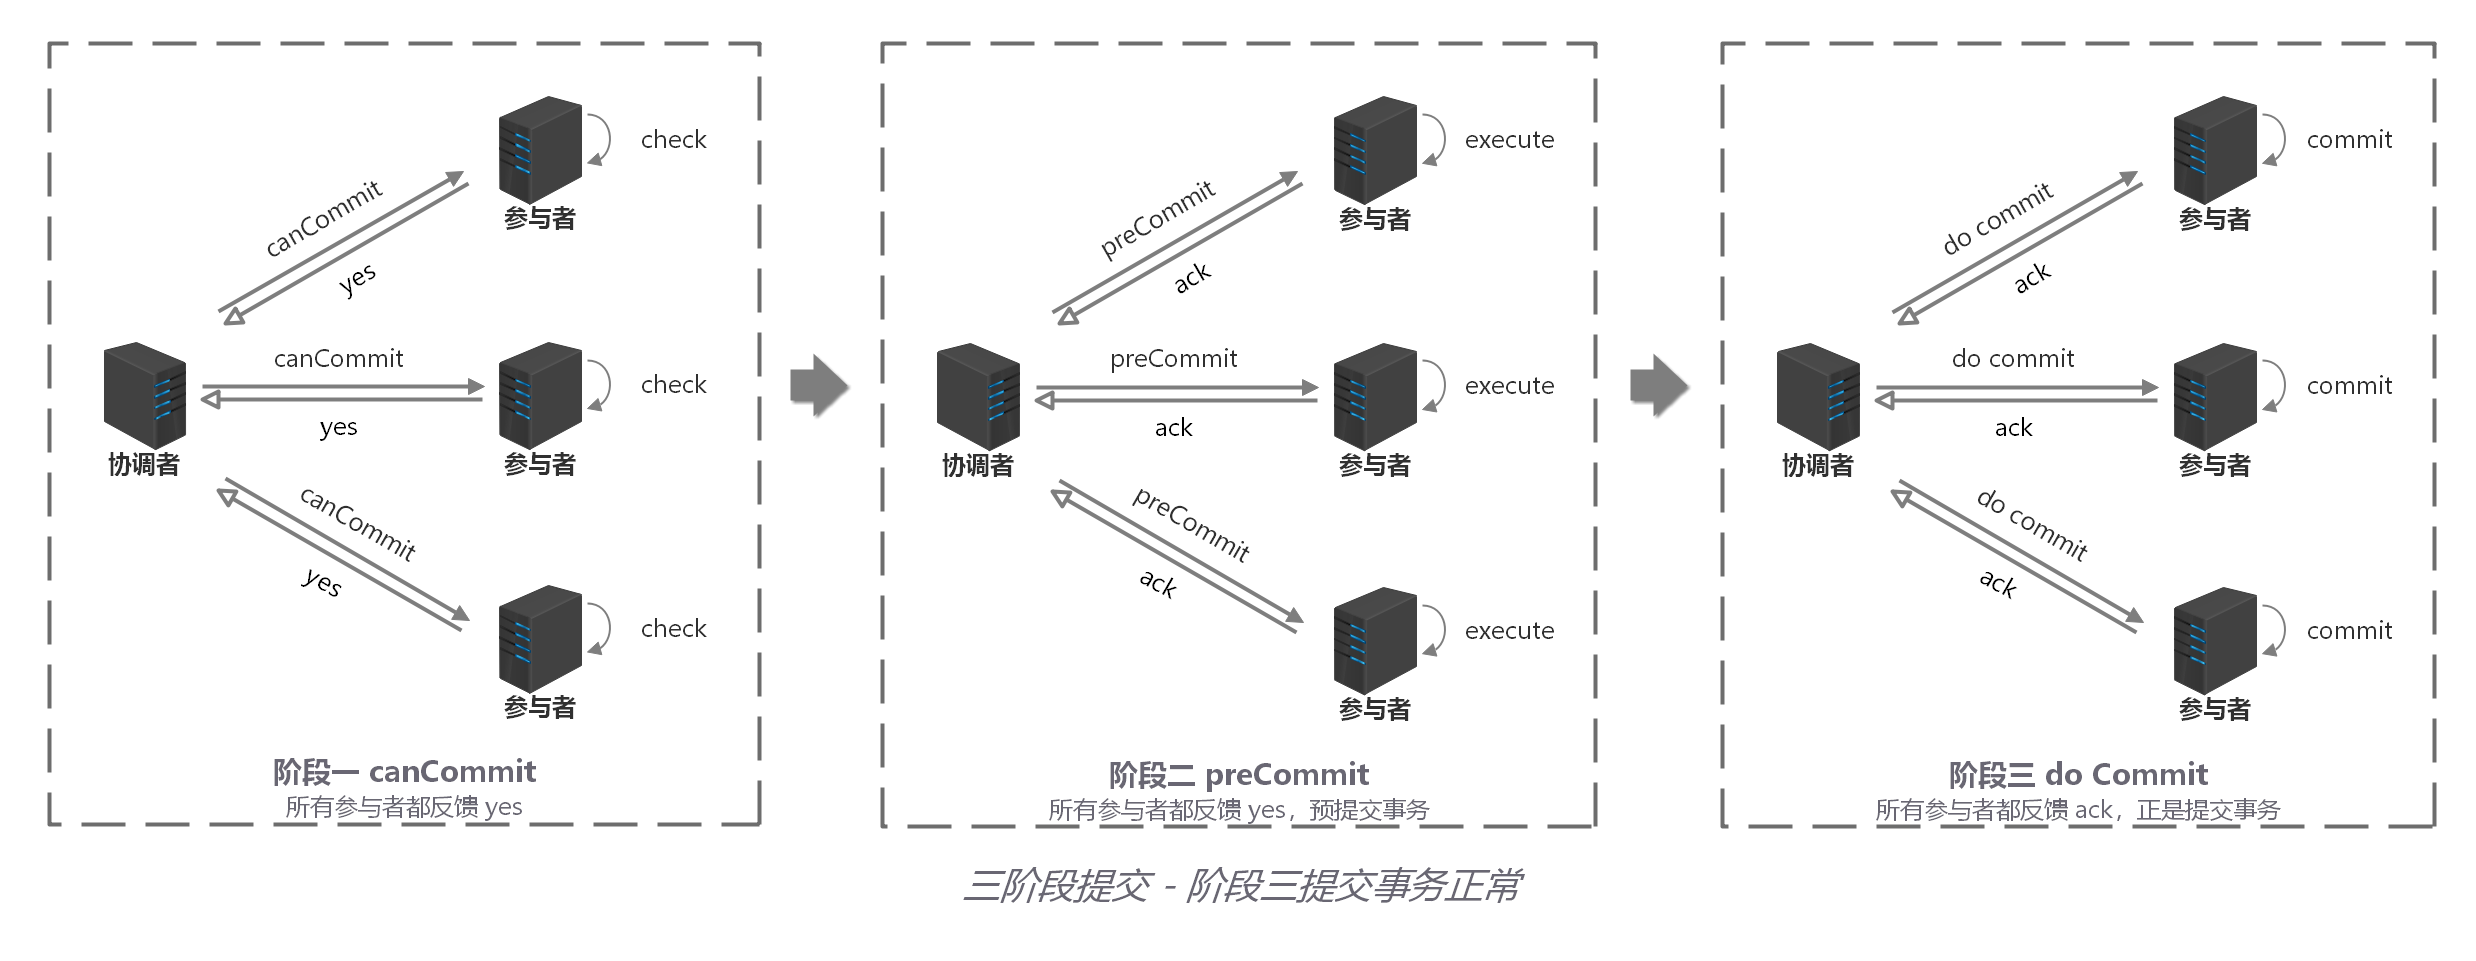 check
参与者
canCommit
yes
canCommit
check
yes
协调者
参与者
canCommit
yes
check
参与者
阶段一 canCommit
所有参与者都反馈 yes
execute
参与者
preCommit
ack
preCommit
execute
ack
协调者
参与者
preCommit
ack
execute
参与者
阶段二 preCommit
所有参与者都反馈 yes，预提交事务
commit
参与者
do commit
ack
do commit
commit
ack
协调者
参与者
do commit
ack
commit
参与者
阶段三 do Commit
所有参与者都反馈 ack，正是提交事务
三阶段提交 - 阶段三提交事务正常